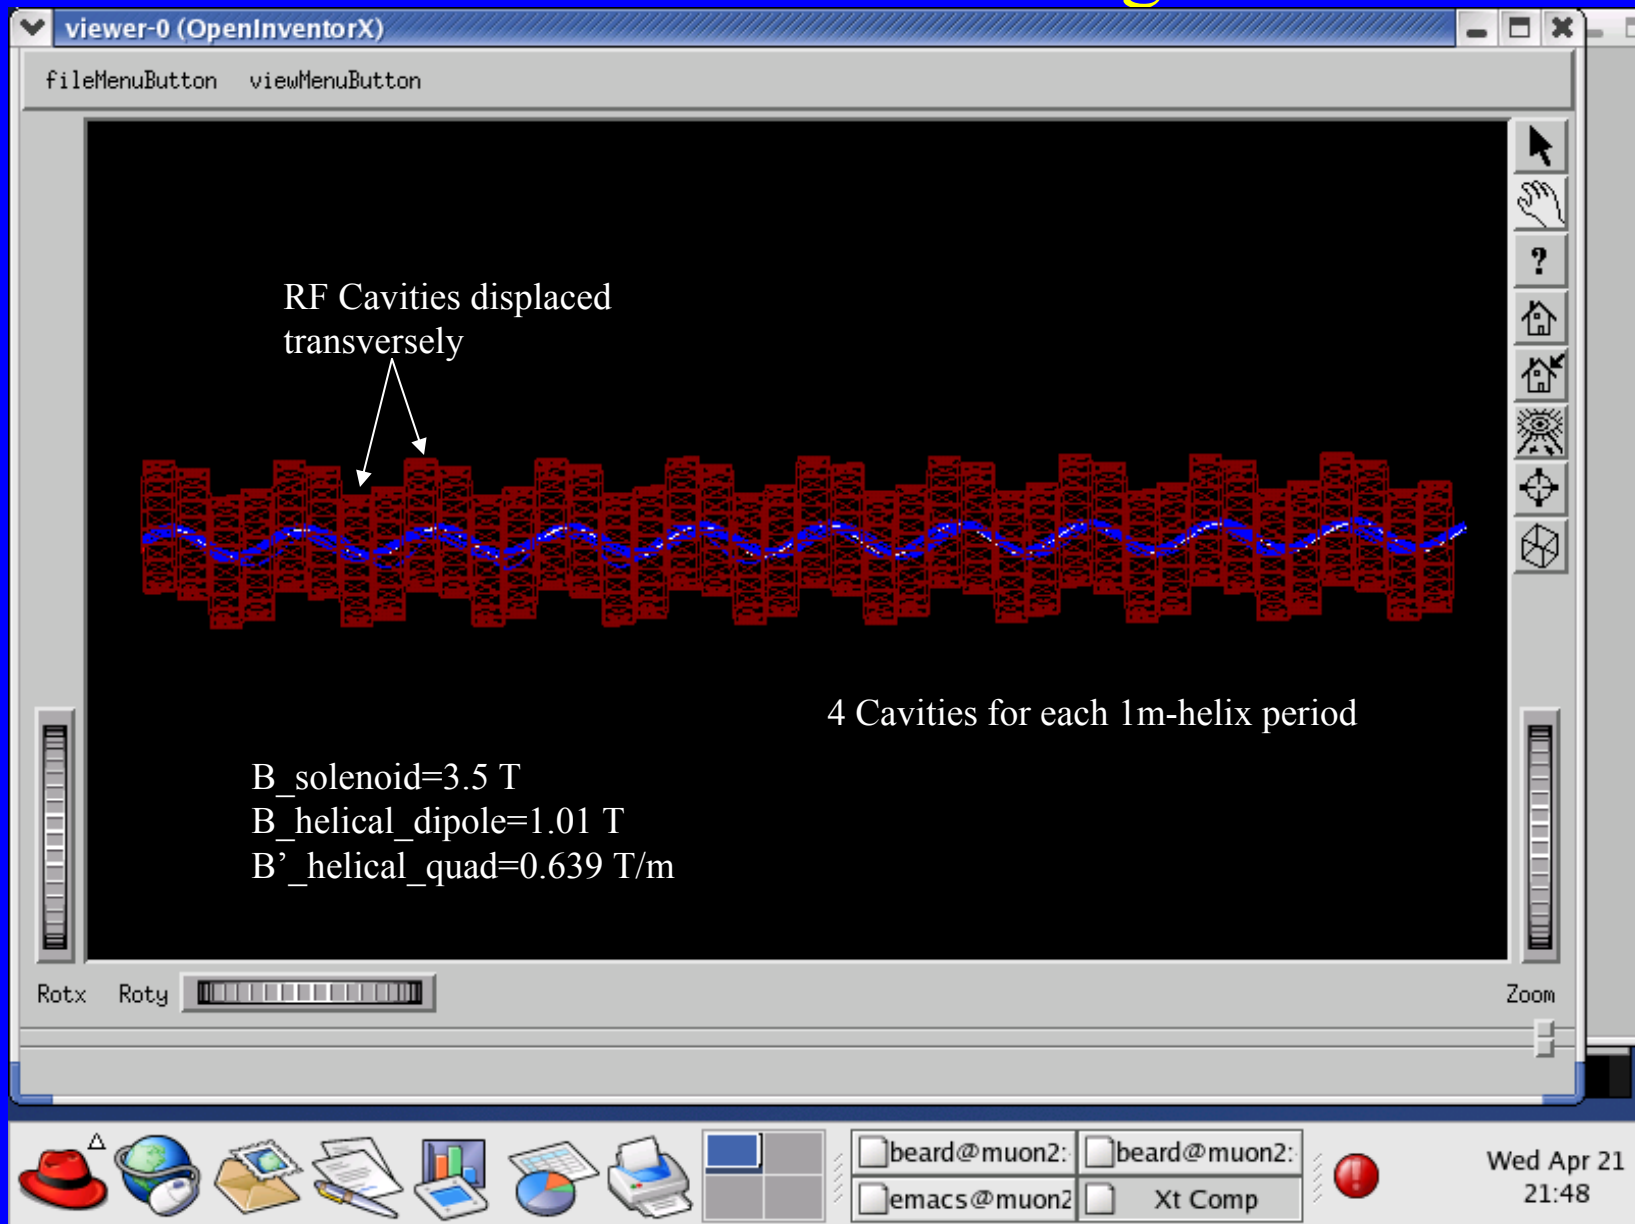 viewer-0 (OpenInventorX)
fileMenuButton viewMenuButton
?
RF Cavities displaced
transversely
4 Cavities for each 1m-helix period
B_solenoid=3.5 T
B_helical_dipole=1.01 T
B’_helical_quad=0.639 T/m
Rotx Roty Zoom
beard@muon2: beard@muon2:
emacs@muon2 Xt Comp
Wed Apr 21
21:48